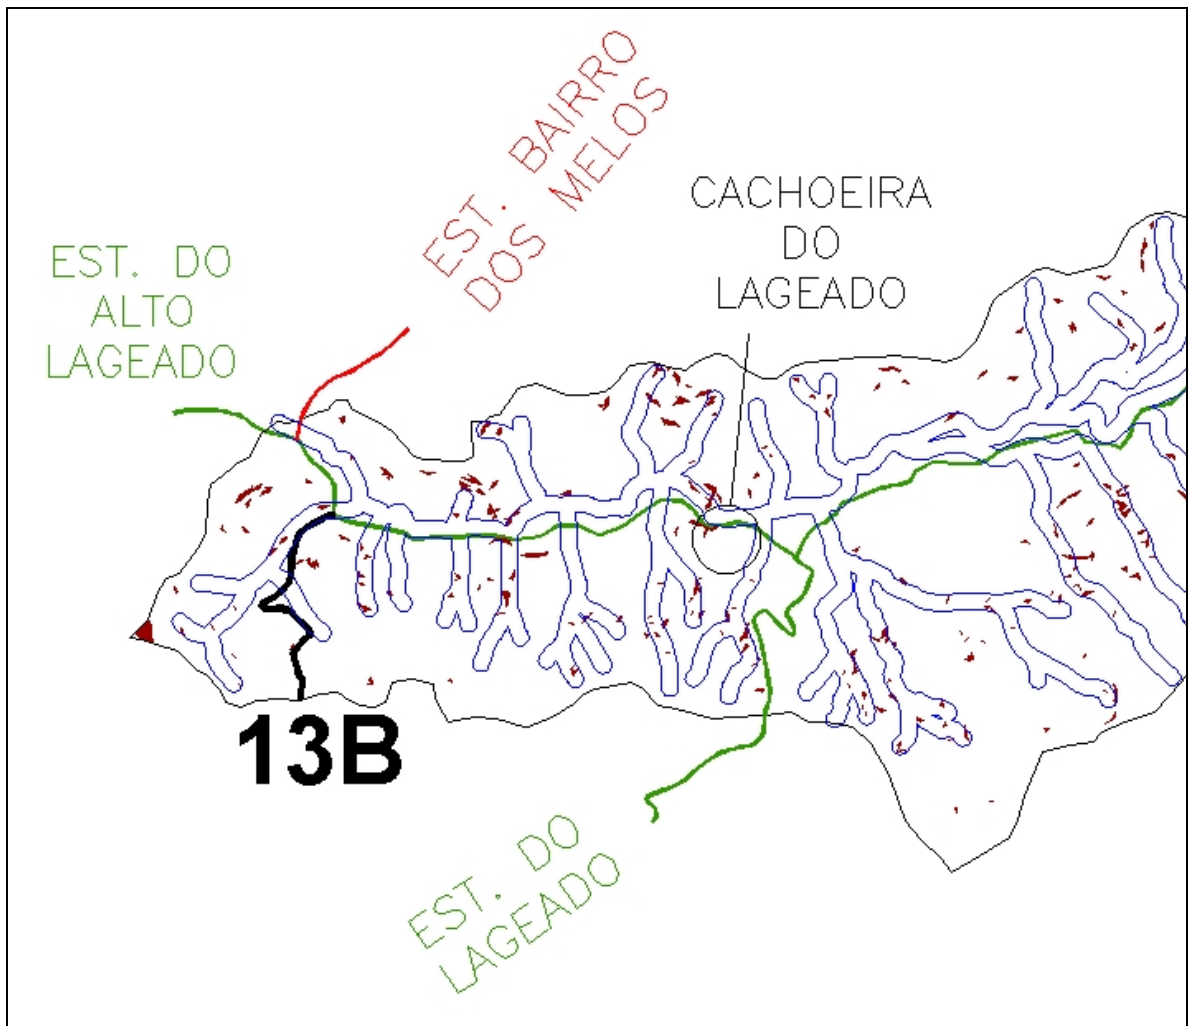 EST. BAIRRO
DOS MELOS
CACHOEIRA
DO
LAGEADO
EST. DO
ALTO
LAGEADO
13B
EST. DO
LAGEADO